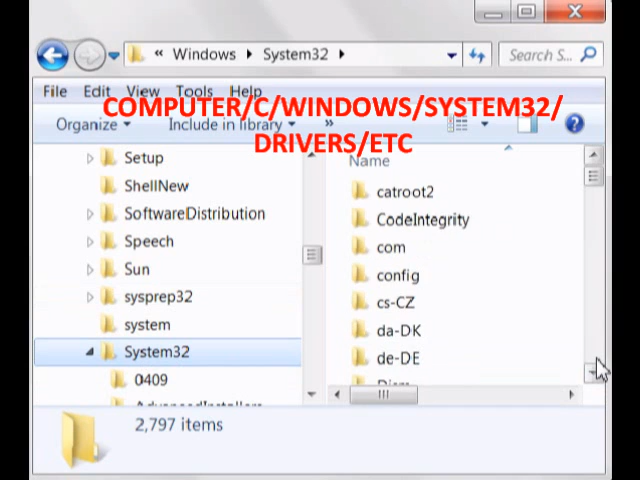 « Windows System32
Search S...
File Edit View Tools Help
COMPUTER/C/WINDOWS/SYSTEM32/
DRIVERS/ETC
Organize Include in library »
Setup
ShellNew
SoftwareDistribution
Speech
Sun
sysprep32
system
System32
0409
AdvancedInstallers
Name
catroot2
CodeIntegrity
com
config
cs-CZ
da-DK
de-DE
2,797 items